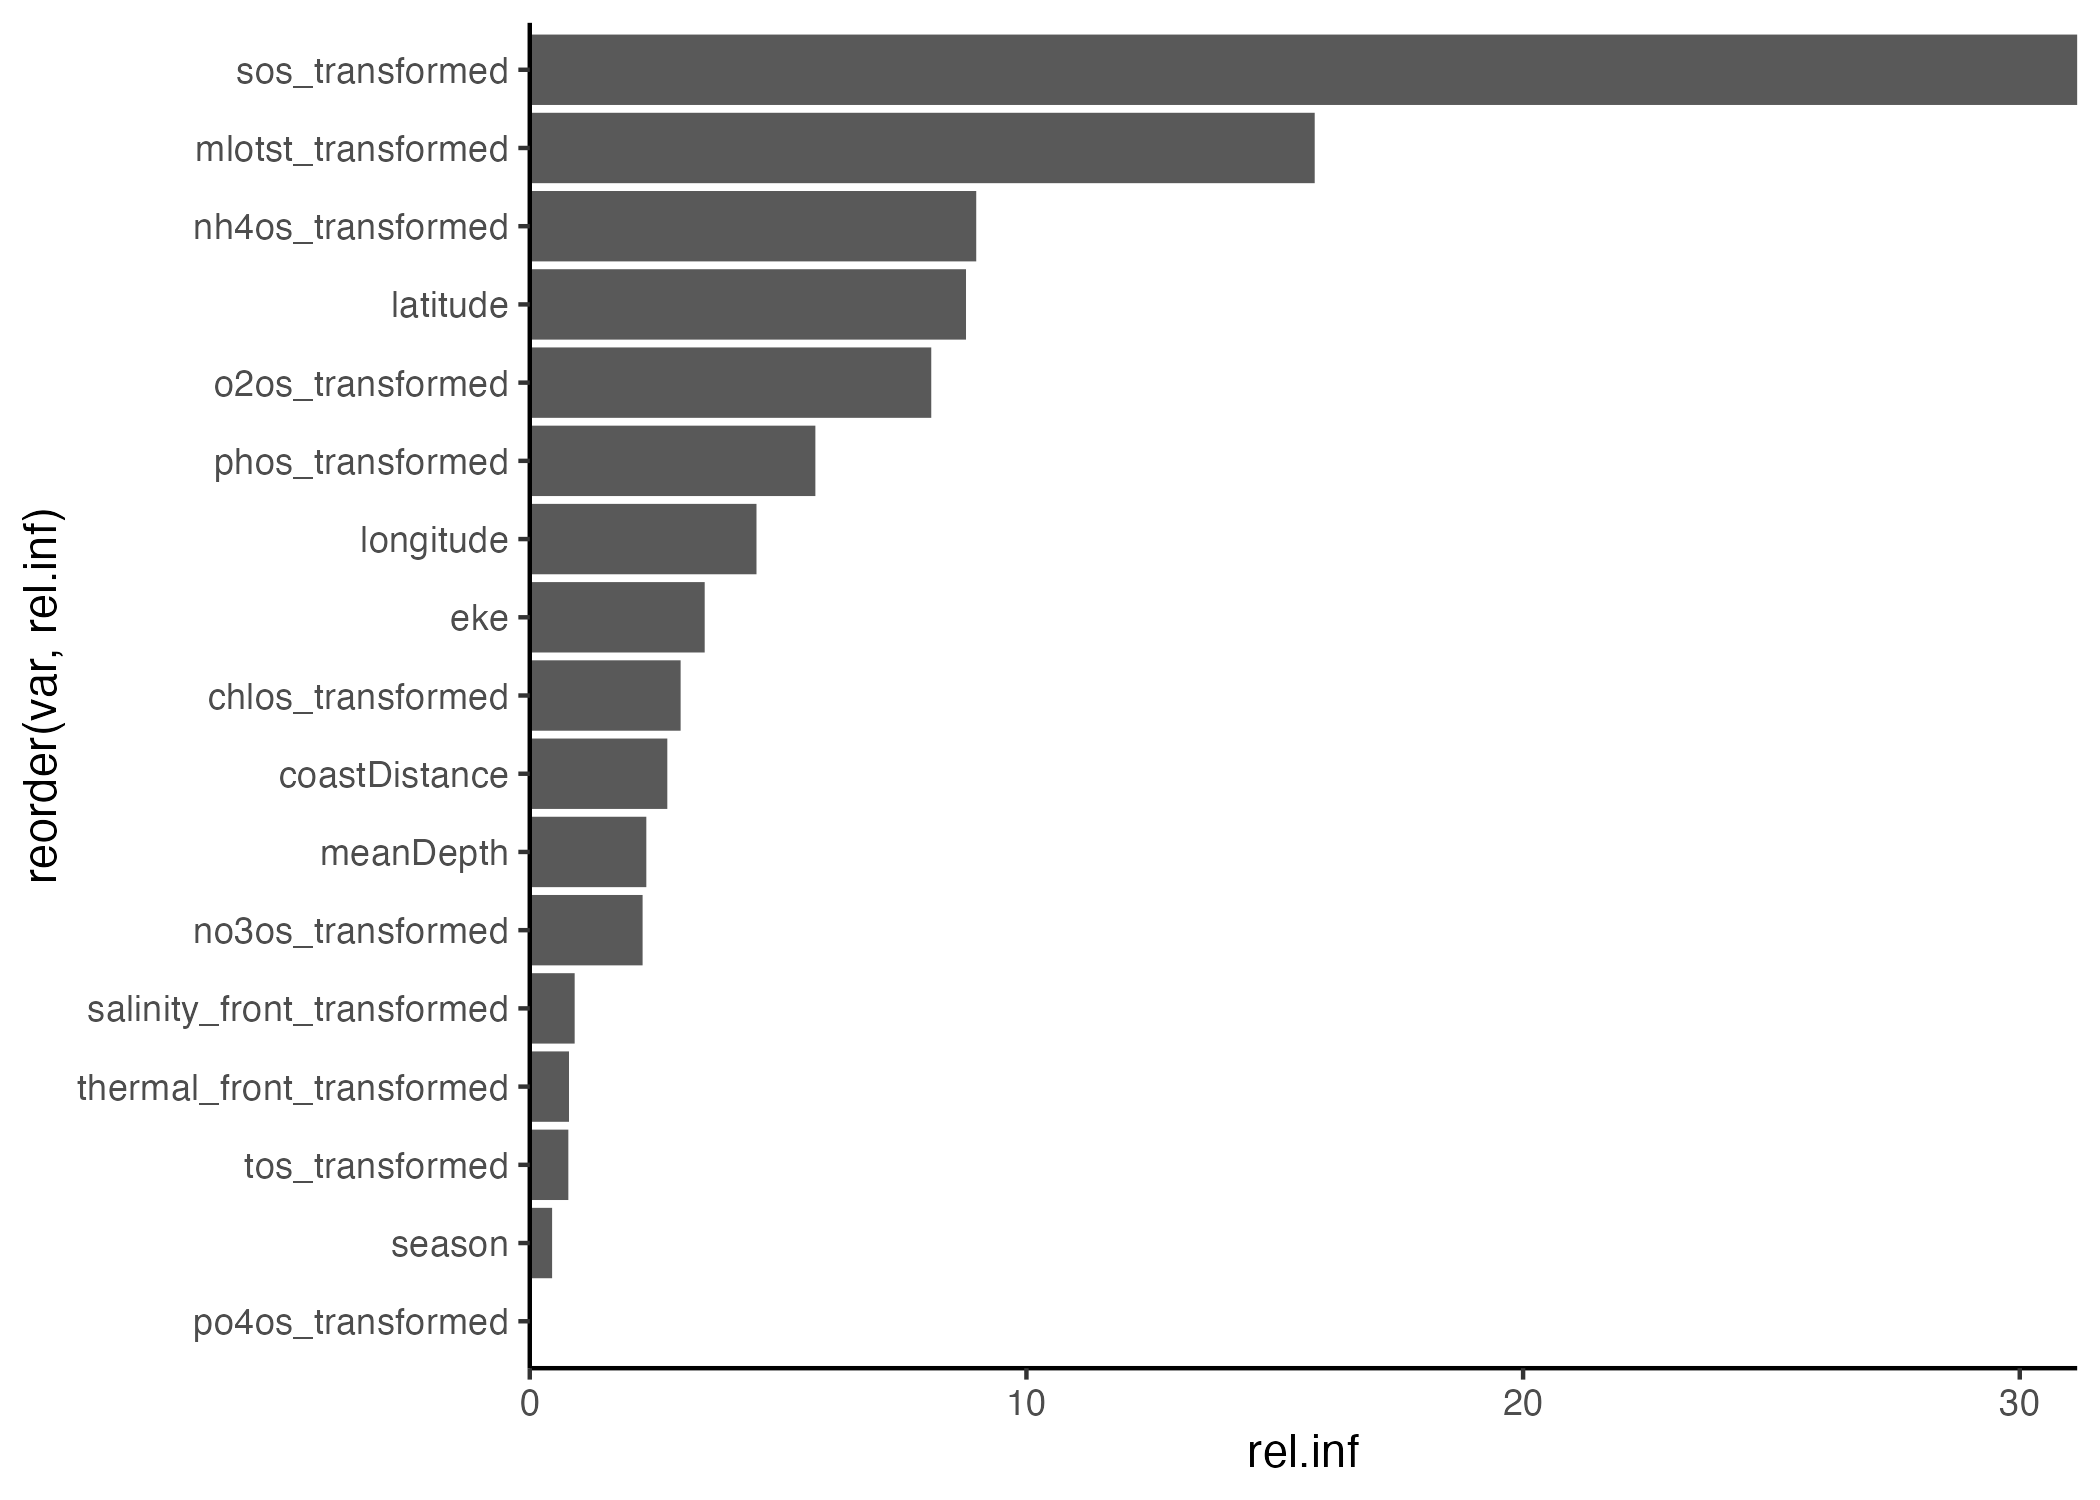 sos_transformed
mlotst_transformed
nh4os_transformed
latitude
o2os_transformed
phos_transformed
longitude
eke
chlos_transformed
coastDistance
meanDepth
no3os_transformed
salinity_front_transformed
thermal_front_transformed
tos_transformed
season
po4os_transformed
reorder(var, rel.inf)
0 10 20 30
rel.inf